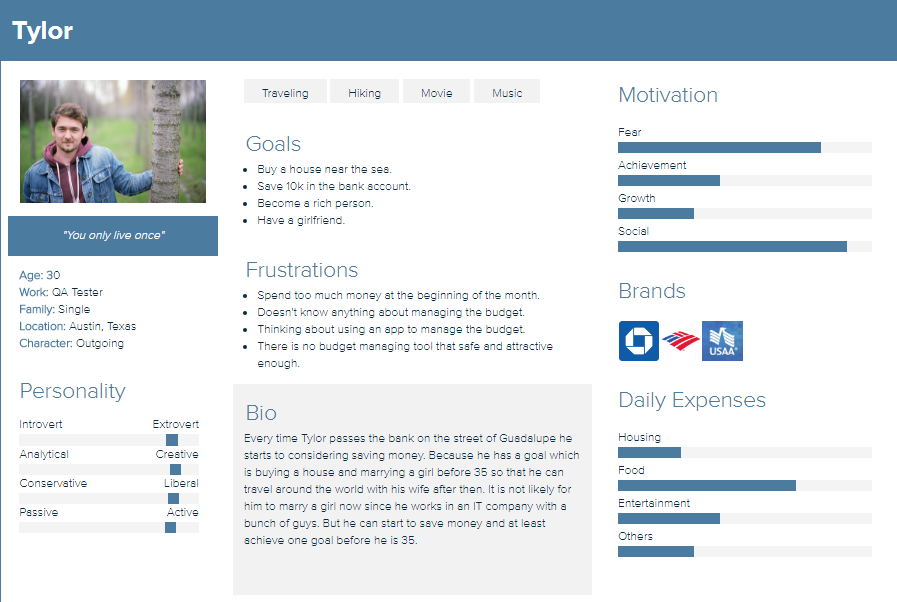 Tylor
"You only live once"
Age: 30
Work: QA Tester
Family: Single
Location: Austin, Texas
Character: Outgoing
Personality
Introvert Extrovert
Analytical Creative
Conservative Liberal
Passive Active
Traveling Hiking Movie Music
Goals
Buy a house near the sea.
Save 10k in the bank account.
Become a rich person.
Have a girlfriend.
Frustrations
Spend too much money at the beginning of the month.
Doesn't know anything about managing the budget.
Thinking about using an app to manage the budget.
There is no budget managing tool that safe and attractive
enough.
Bio
Every time Tylor passes the bank on the street of Guadalupe he
starts to considering saving money. Because he has a goal which
is buying a house and marrying a girl before 35 so that he can
travel around the world with his wife after then. It is not likely for
him to marry a girl now since he works in an IT company with a
bunch of guys. But he can start to save money and at least
achieve one goal before he is 35.
Motivation
Fear
Achievement
Growth
Social
Brands
USAA®
Daily Expenses
Housing
Food
Entertainment
Others